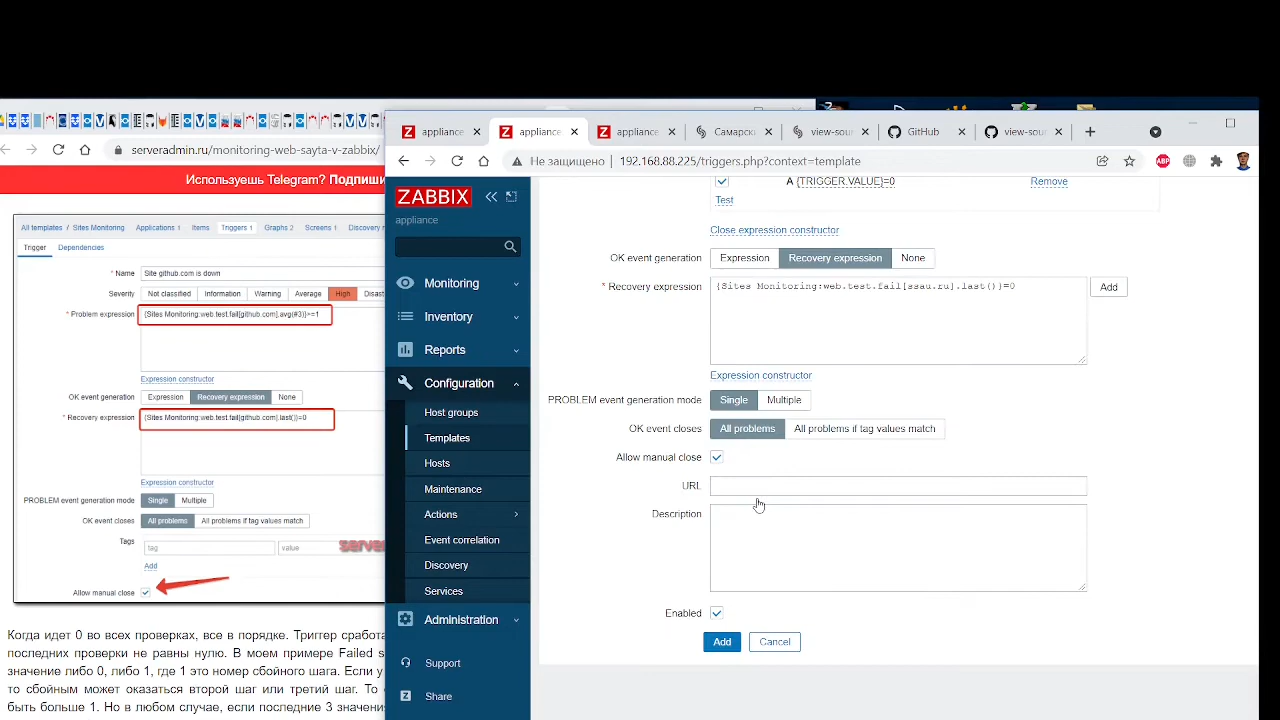 serveradmin.ru/monitoring-web-sayta-v-zabbix/
Используешь Telegram? Подпиши
All templates / Sites Monitoring Applications 1 Items Triggers 1 Graphs 2 Screens 1 Discovery r
Trigger Dependencies
* Name Site github.com is down
Severity Not classified Information Warning Average High Disast
* Problem expression {Sites Monitoring:web.test.fail[github.com].avg(#3)}>=1
Expression constructor
OK event generation Expression Recovery expression None
* Recovery expression {Sites Monitoring:web.test.fail[github.com].last()}=0
Expression constructor
PROBLEM event generation mode Single Multiple
OK event closes All problems All problems if tag values match
Tags tag value server
Add
Allow manual close
Когда идет 0 во всех проверках, все в порядке. Триггер сработа
последних проверки не равны нулю. В моем примере Failed s
значение либо 0, либо 1, где 1 это номер сбойного шага. Если у
то сбойным может оказаться второй шаг или третий шаг. То
быть больше 1. Но в любом случае, если последние 3 значени
appliance
appliance
appliance
Самарски
view-sour
GitHub
view-sour
Не защищено | 192.168.88.225/triggers.php?context=template
ZABBIX
appliance
Monitoring
Inventory
Reports
Configuration
Host groups
Templates
Hosts
Maintenance
Actions
Event correlation
Discovery
Services
Administration
Support
Share
A {TRIGGER.VALUE}=0 Remove
Test
Close expression constructor
OK event generation Expression Recovery expression None
* Recovery expression {Sites Monitoring:web.test.fail[ssau.ru].last()}=0 Add
Expression constructor
PROBLEM event generation mode Single Multiple
OK event closes All problems All problems if tag values match
Allow manual close
URL
Description
Enabled
Add Cancel